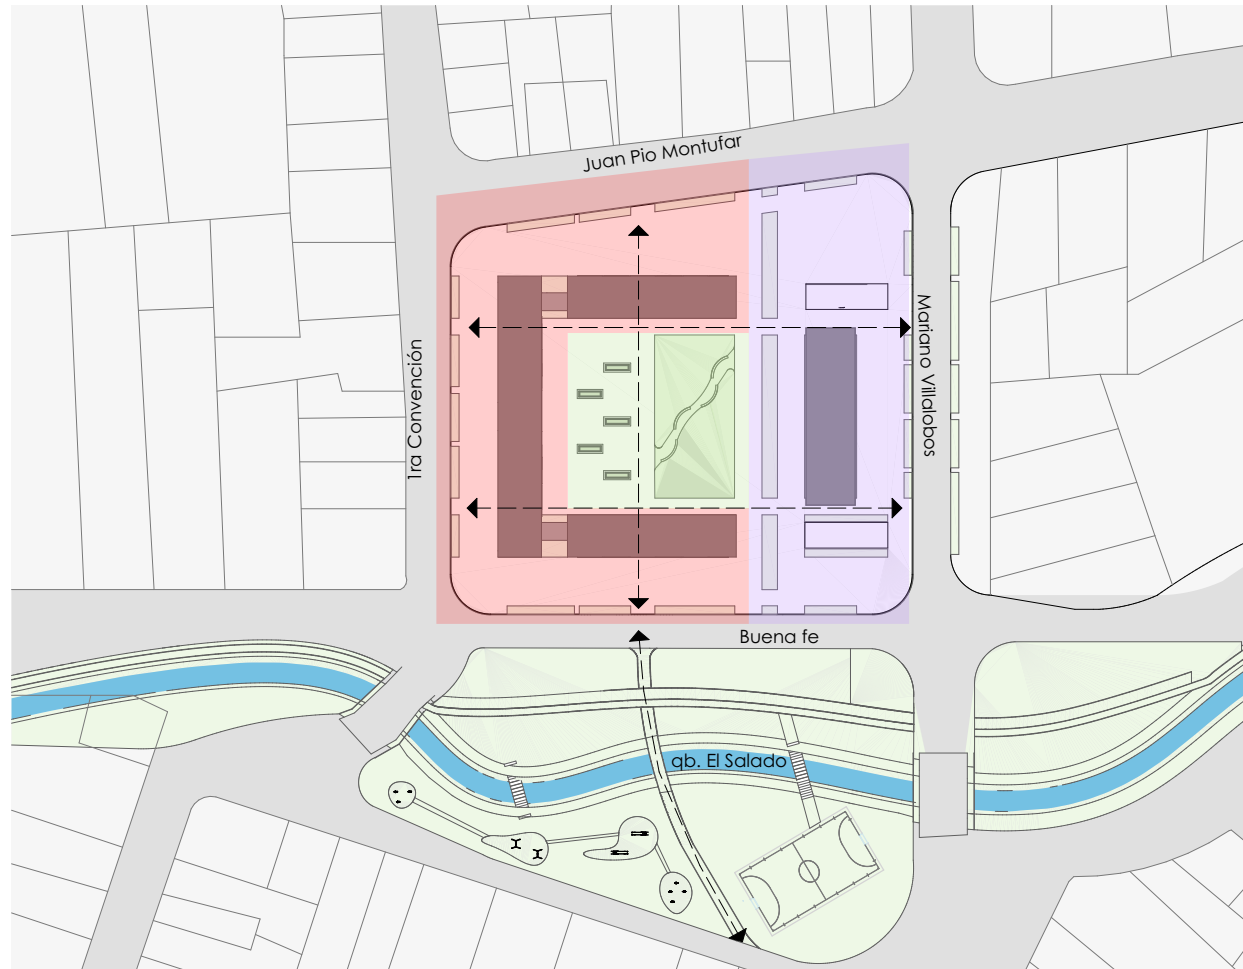 Juan Pio Montufar
Mariano Villalobos
1ra Convención
Buena fe
qb. El Salado